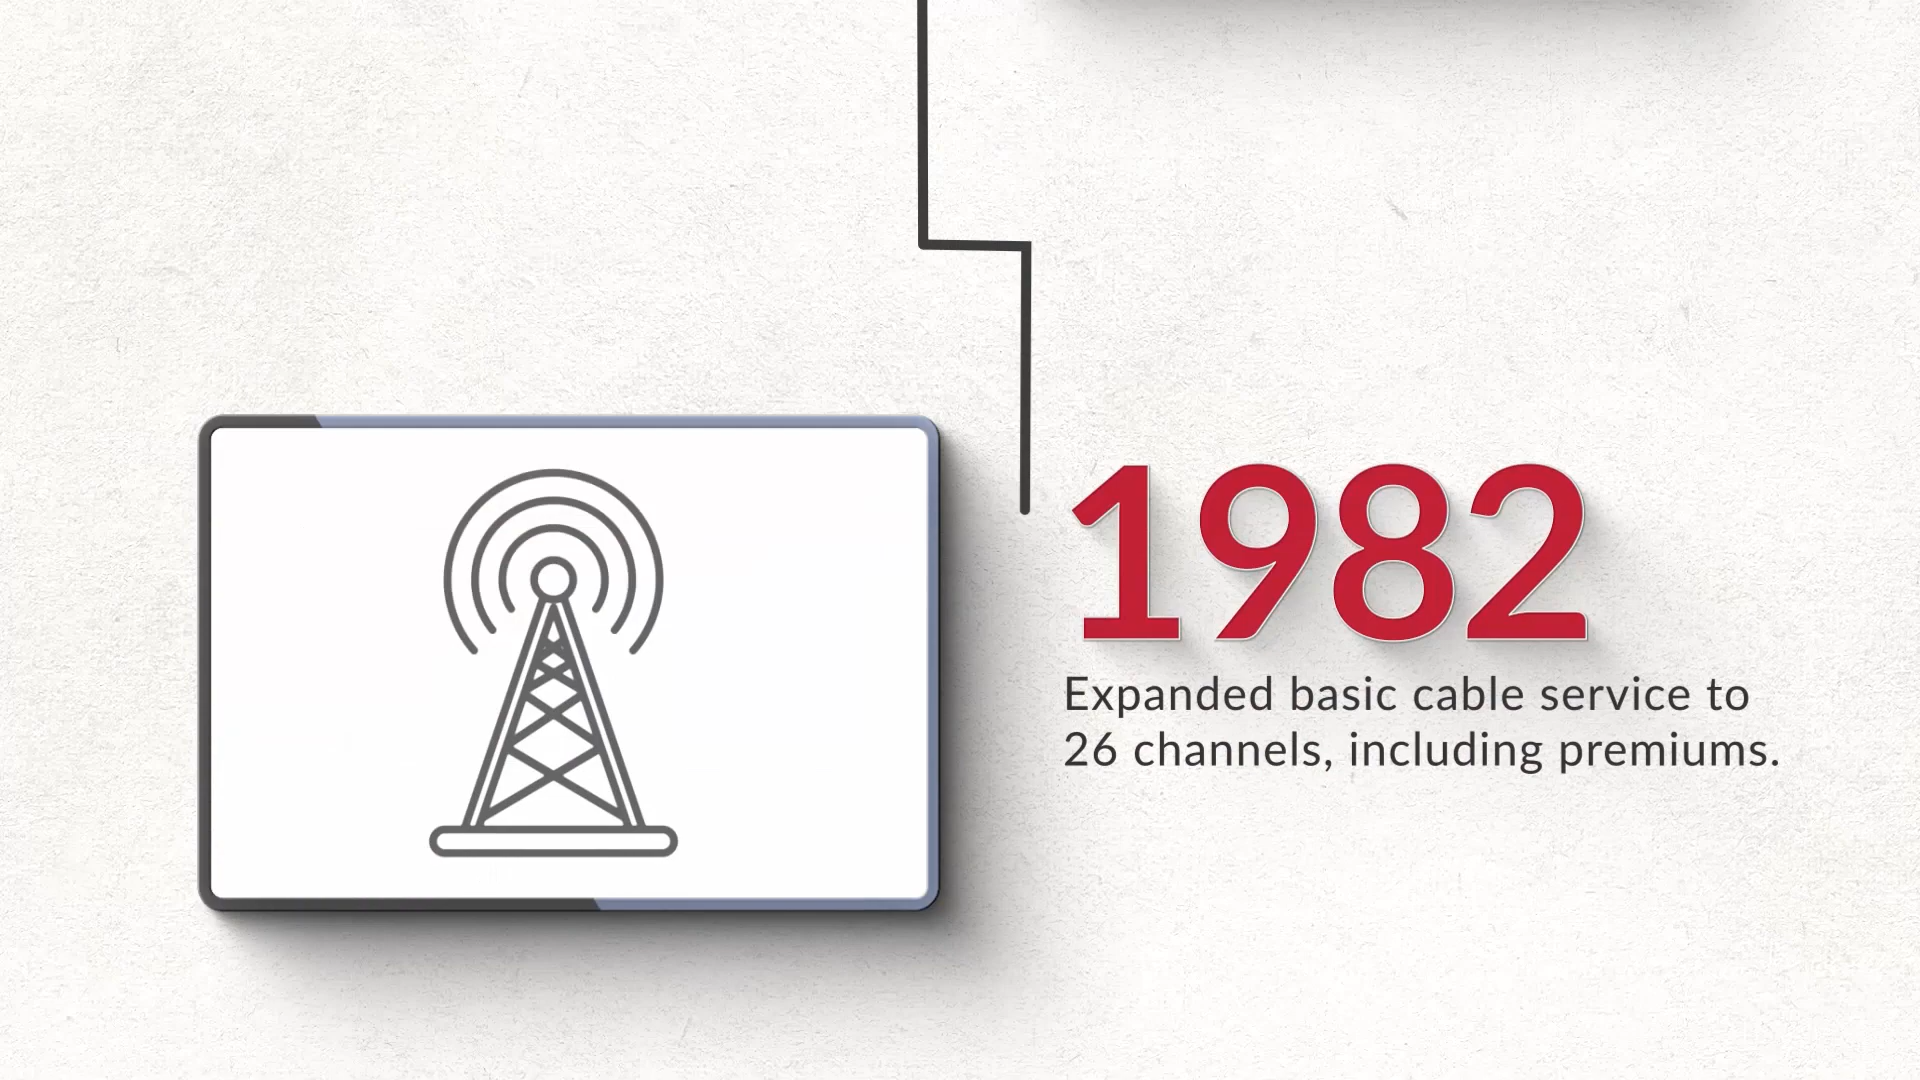 1982
Expanded basic cable service to
26 channels, including premiums.